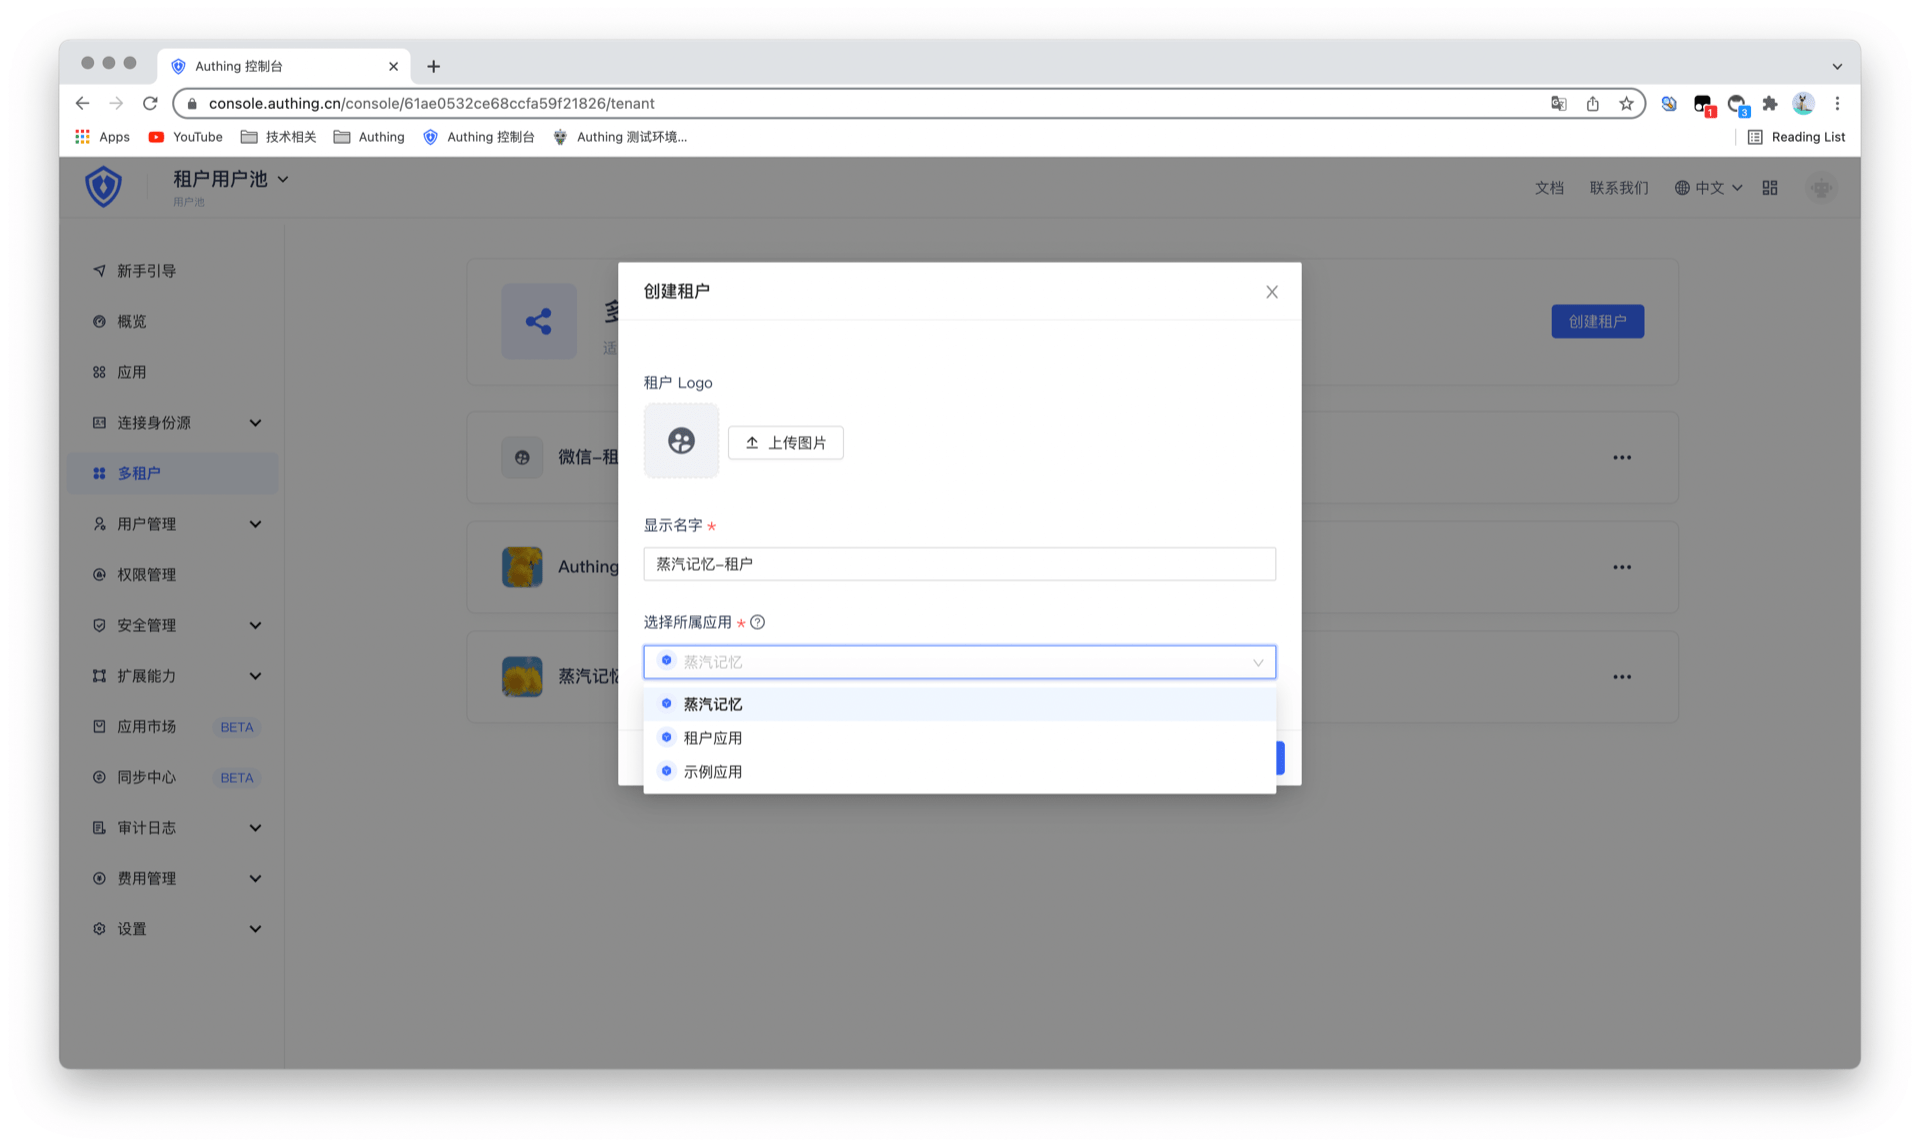 Authing 控制台
console.authing.cn/console/61ae0532ce68ccfa59f21826/tenant
1
3
Apps
YouTube
技术相关
Authing
Authing 控制台
Authing 测试环境...
Reading List
租户用户池
用户池
文档
联系我们
中文
新手引导
概览
应用
连接身份源
多租户
用户管理
权限管理
安全管理
扩展能力
应用市场 BETA
同步中心 BETA
审计日志
费用管理
设置
多
适
创建租户
微信-租
Authing
蒸汽记忆
创建租户
租户 Logo
上传图片
显示名字 *
蒸汽记忆-租户
选择所属应用 *
蒸汽记忆
蒸汽记忆
租户应用
示例应用